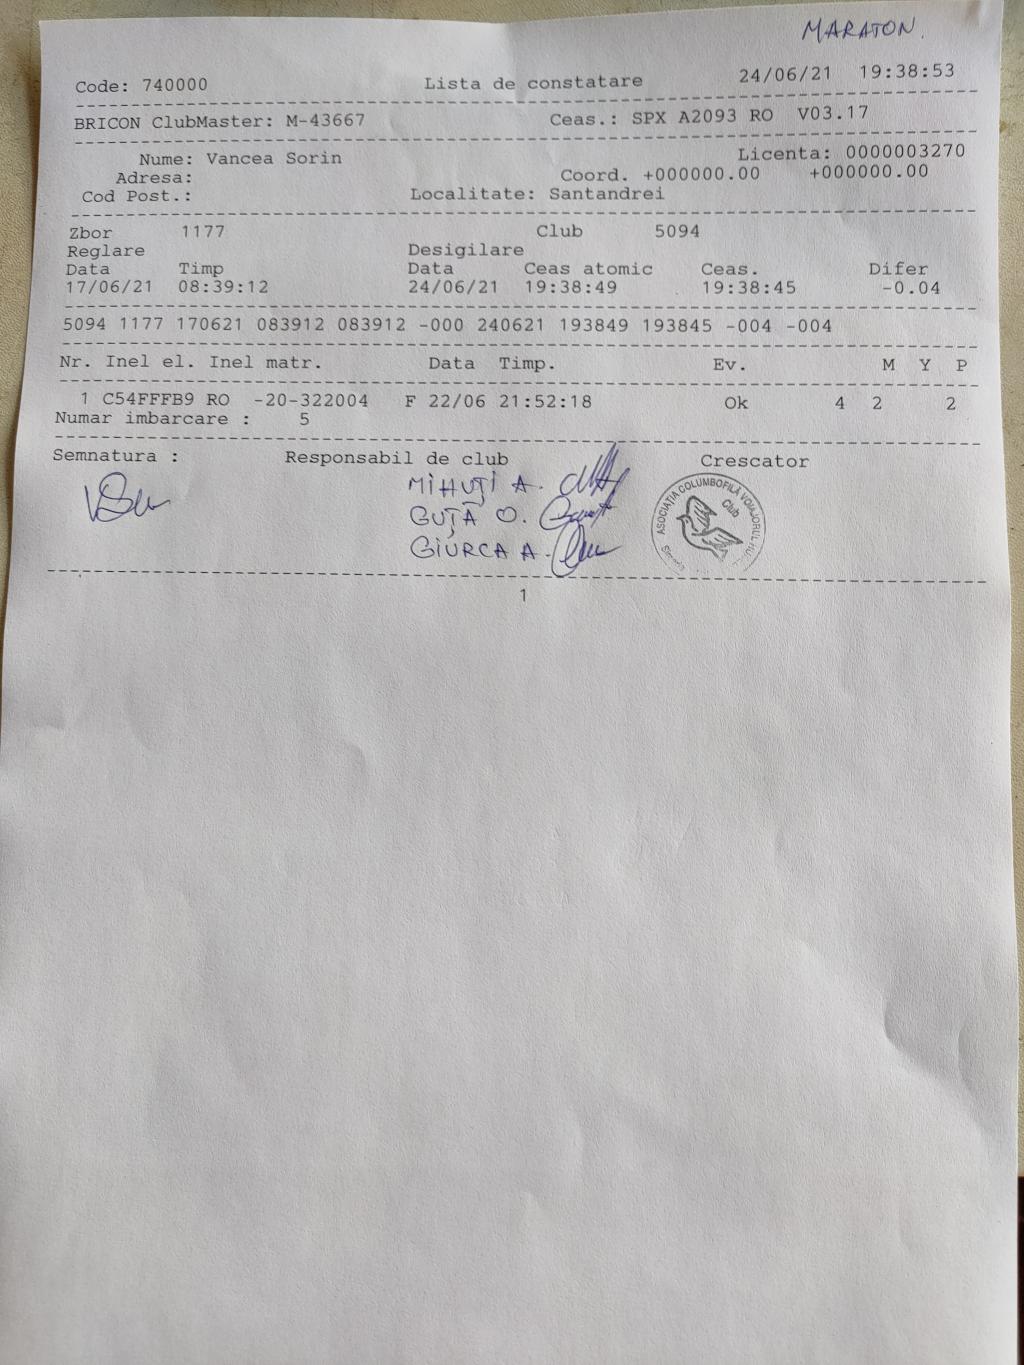 MARATON.
Code: 740000 Lista de constatare 24/06/21 19:38:53
BRICON ClubMaster: M-43667 Ceas.: SPX A2093 RO V03.17
Nume: Vancea Sorin Licenta: 0000003270
Adresa: Coord. +000000.00 +000000.00
Cod Post.: Localitate: Santandrei
Zbor 1177 Club 5094
Reglare Desigilare
Data Timp Data Ceas atomic Ceas. Difer
17/06/21 08:39:12 24/06/21 19:38:49 19:38:45 -0.04
5094 1177 170621 083912 083912 -000 240621 193849 193845 -004 -004
Nr. Inel el. Inel matr. Data Timp. Ev. M Y P
1 C54FFFB9 RO -20-322004 F 22/06 21:52:18 Ok 4 2 2
Numar imbarcare : 5
Semnatura : Responsabil de club Crescator
MIHUȚI A.
GUȚĂ O.
GIURCA A.
ASOCIAȚIA COLUMBOFILĂ VOIAJORUL
Club
1